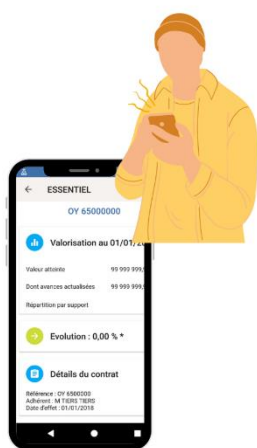 ESSENTIEL
OY 65000000
Valorisation au 01/01/20
Valeur atteinte 99 999 999,
Dont avances actualisées 99 999 999,
Répartition par support
Evolution : 0,00 % *
Détails du contrat
Référence : OY 6500000
Adhérent : M TIERS TIERS
Date d'effet : 01/01/2018